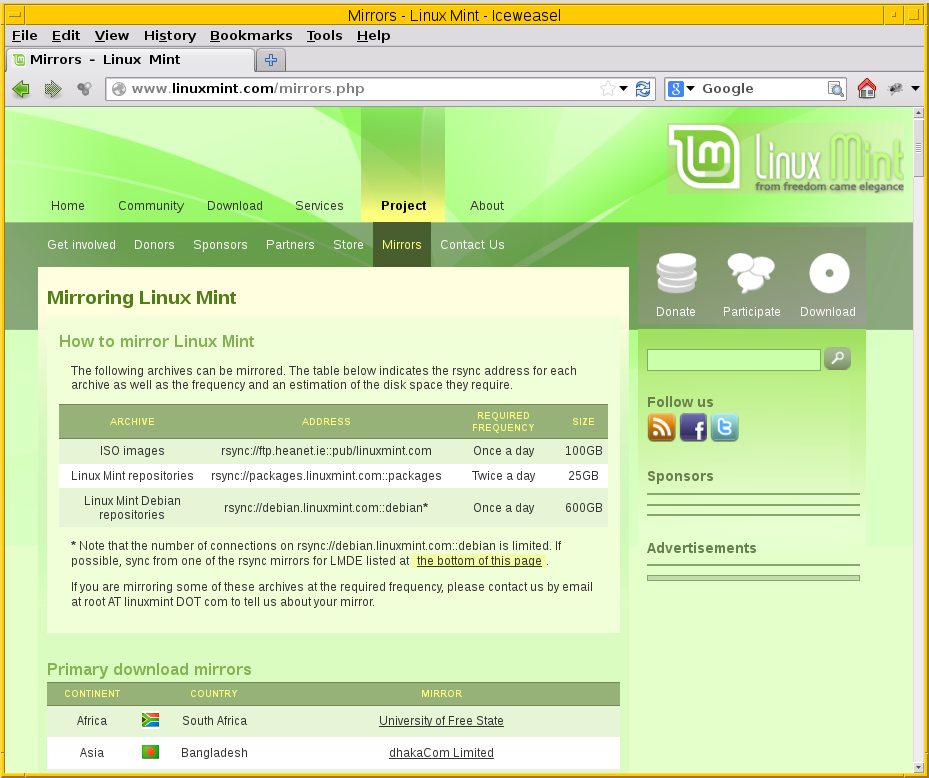 Mirrors - Linux Mint - Iceweasel
File Edit View History Bookmarks Tools Help
Mirrors - Linux Mint
www.linuxmint.com/mirrors.php
Google
Linux Mint
from freedom came elegance
Home Community Download Services Project About
Get involved Donors Sponsors Partners Store Mirrors Contact Us
Donate Participate Download
Mirroring Linux Mint
How to mirror Linux Mint
The following archives can be mirrored. The table below indicates the rsync address for each
archive as well as the frequency and an estimation of the disk space they require.
ARCHIVE ADDRESS REQUIRED FREQUENCY SIZE
ISO images rsync://ftp.heanet.ie::pub/linuxmint.com Once a day 100GB
Linux Mint repositories rsync://packages.linuxmint.com::packages Twice a day 25GB
Linux Mint Debian repositories rsync://debian.linuxmint.com::debian* Once a day 600GB
* Note that the number of connections on rsync://debian.linuxmint.com::debian is limited. If
possible, sync from one of the rsync mirrors for LMDE listed at the bottom of this page .
If you are mirroring some of these archives at the required frequency, please contact us by email
at root AT linuxmint DOT com to tell us about your mirror.
Primary download mirrors
CONTINENT COUNTRY MIRROR
Africa South Africa University of Free State
Asia Bangladesh dhakaCom Limited
Follow us
Sponsors
Advertisements